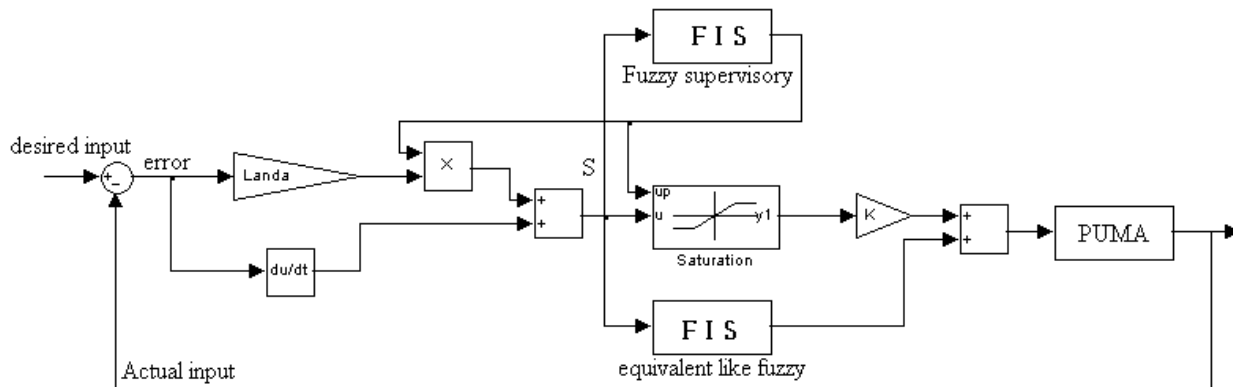 F I S
Fuzzy supervisory
desired input
+
-
error
Landa
×
S
+
+
up
u
y1
Saturation
K
+
+
PUMA
du/dt
F I S
equivalent like fuzzy
Actual input